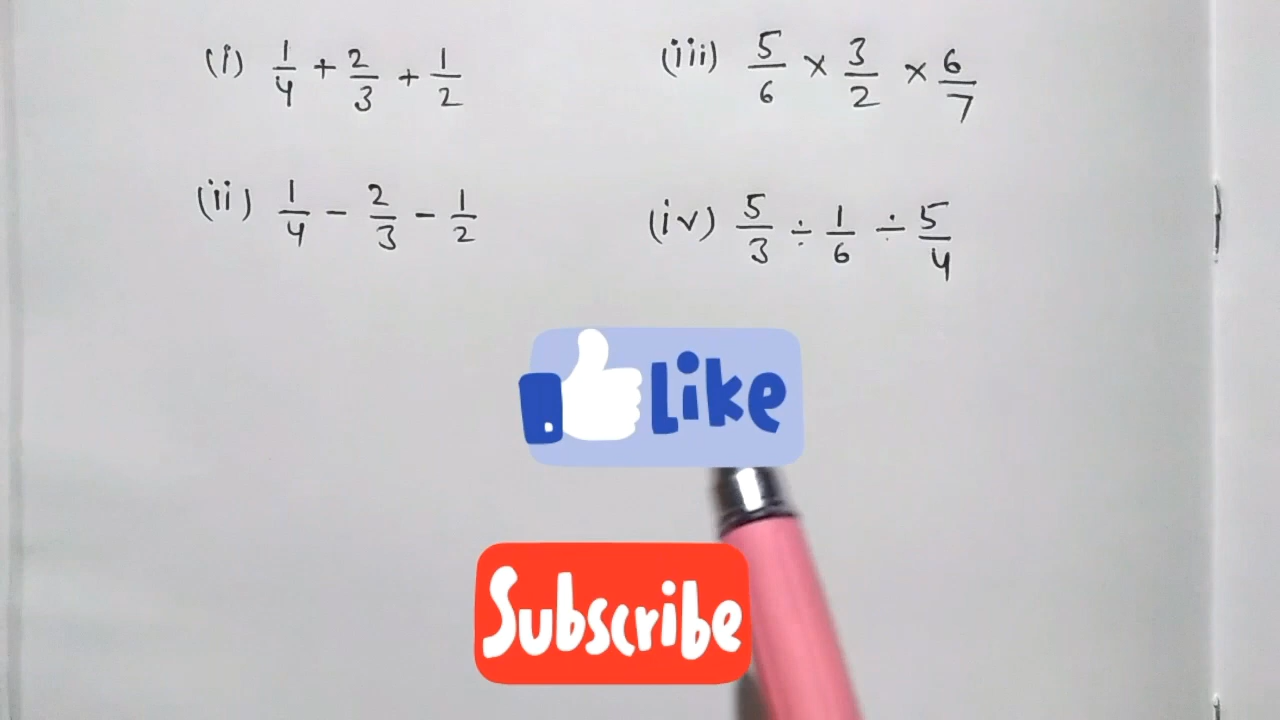 (i) 1/4 + 2/3 + 1/2
(iii) 5/6 × 3/2 × 6/7
(ii) 1/4 − 2/3 − 1/2
(iv) 5/3 ÷ 1/6 ÷ 5/4
Like
Subscribe